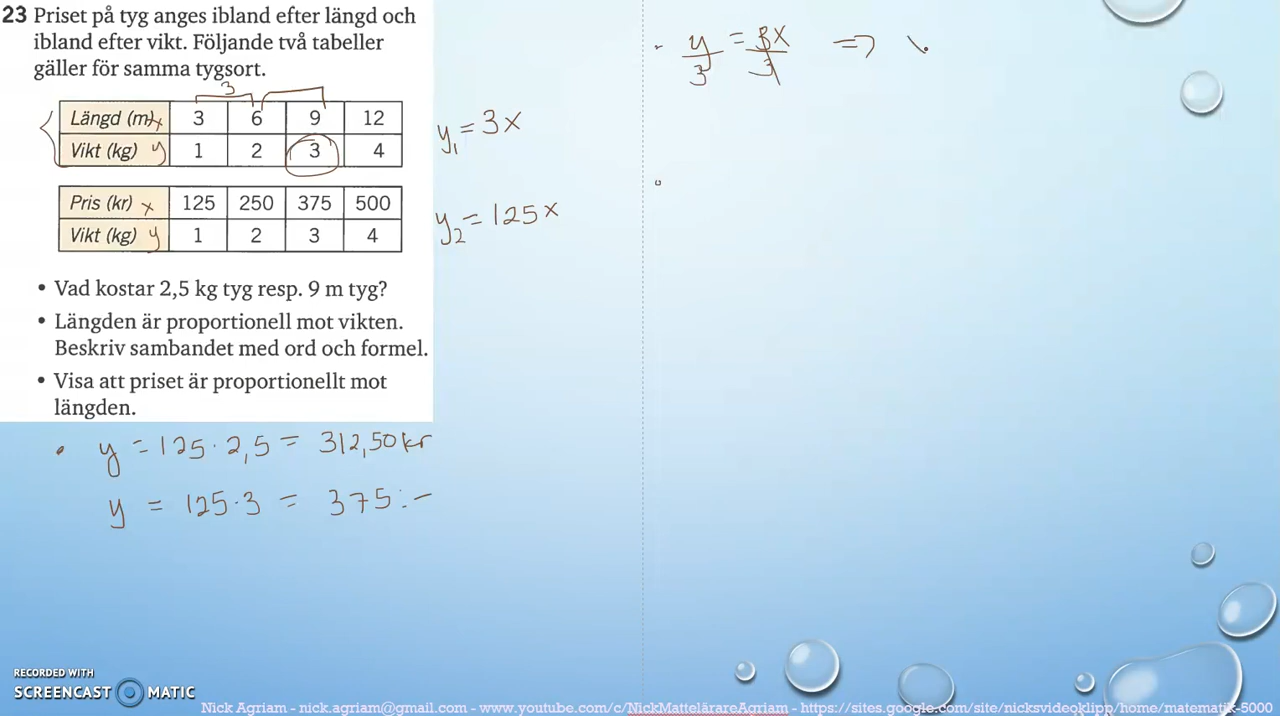 23 Priset på tyg anges ibland efter längd och
ibland efter vikt. Följande två tabeller
gäller för samma tygsort.
3
Längd (m) x 3 6 9 12
Vikt (kg) y 1 2 3 4
y₁ = 3x
Pris (kr) x 125 250 375 500
Vikt (kg) y 1 2 3 4
y₂ = 125x
• Vad kostar 2,5 kg tyg resp. 9 m tyg?
• Längden är proportionell mot vikten.
Beskriv sambandet med ord och formel.
• Visa att priset är proportionellt mot
längden.
• y = 125 · 2,5 = 312,50 kr
y = 125 · 3 = 375:-
• y/3 = 3x/3 =>
RECORDED WITH
SCREENCAST MATIC
Nick Agriam - nick.agriam@gmail.com - www.youtube.com/c/NickMattelärareAgriam - https://sites.google.com/site/nicksvideoklipp/home/matematik-5000